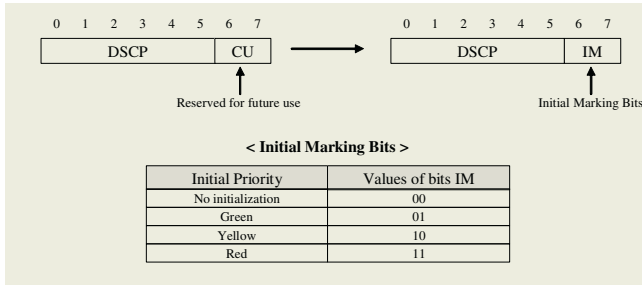 0 1 2 3 4 5 6 7 0 1 2 3 4 5 6 7
DSCP CU DSCP IM
Reserved for future use Initial Marking Bits
< Initial Marking Bits >
Initial Priority Values of bits IM
No initialization 00
Green 01
Yellow 10
Red 11